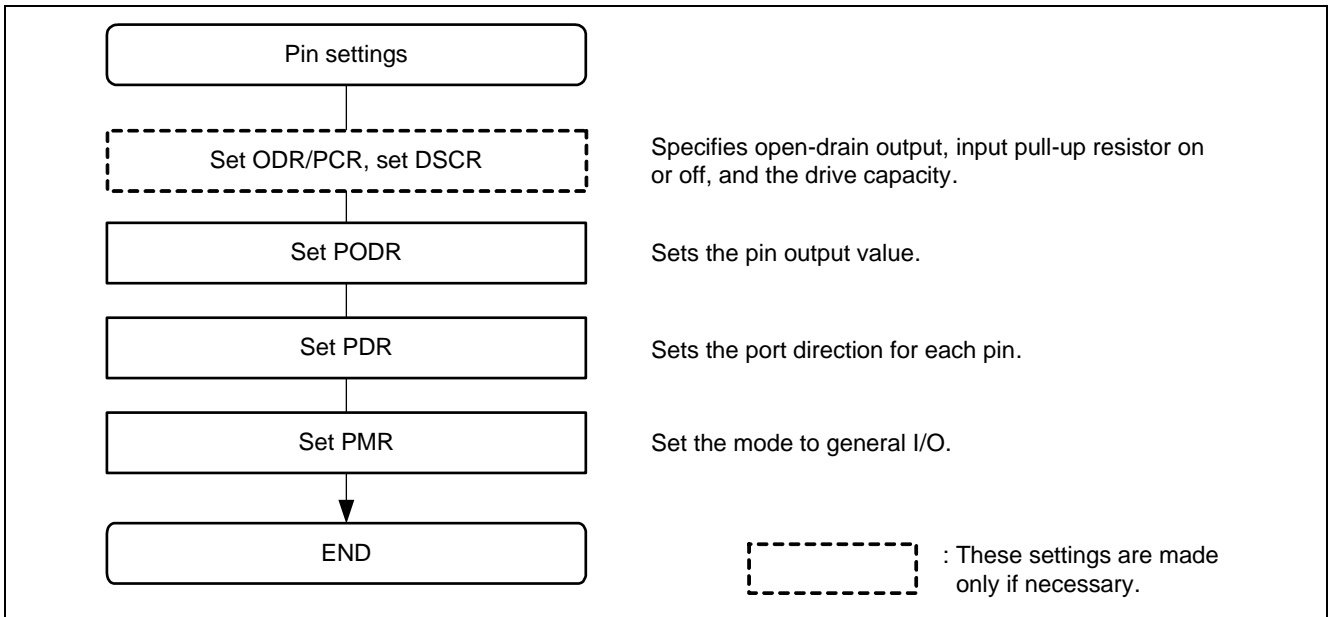 Pin settings
Set ODR/PCR, set DSCR
Specifies open-drain output, input pull-up resistor on
or off, and the drive capacity.
Set PODR
Sets the pin output value.
Set PDR
Sets the port direction for each pin.
Set PMR
Set the mode to general I/O.
END
: These settings are made
only if necessary.